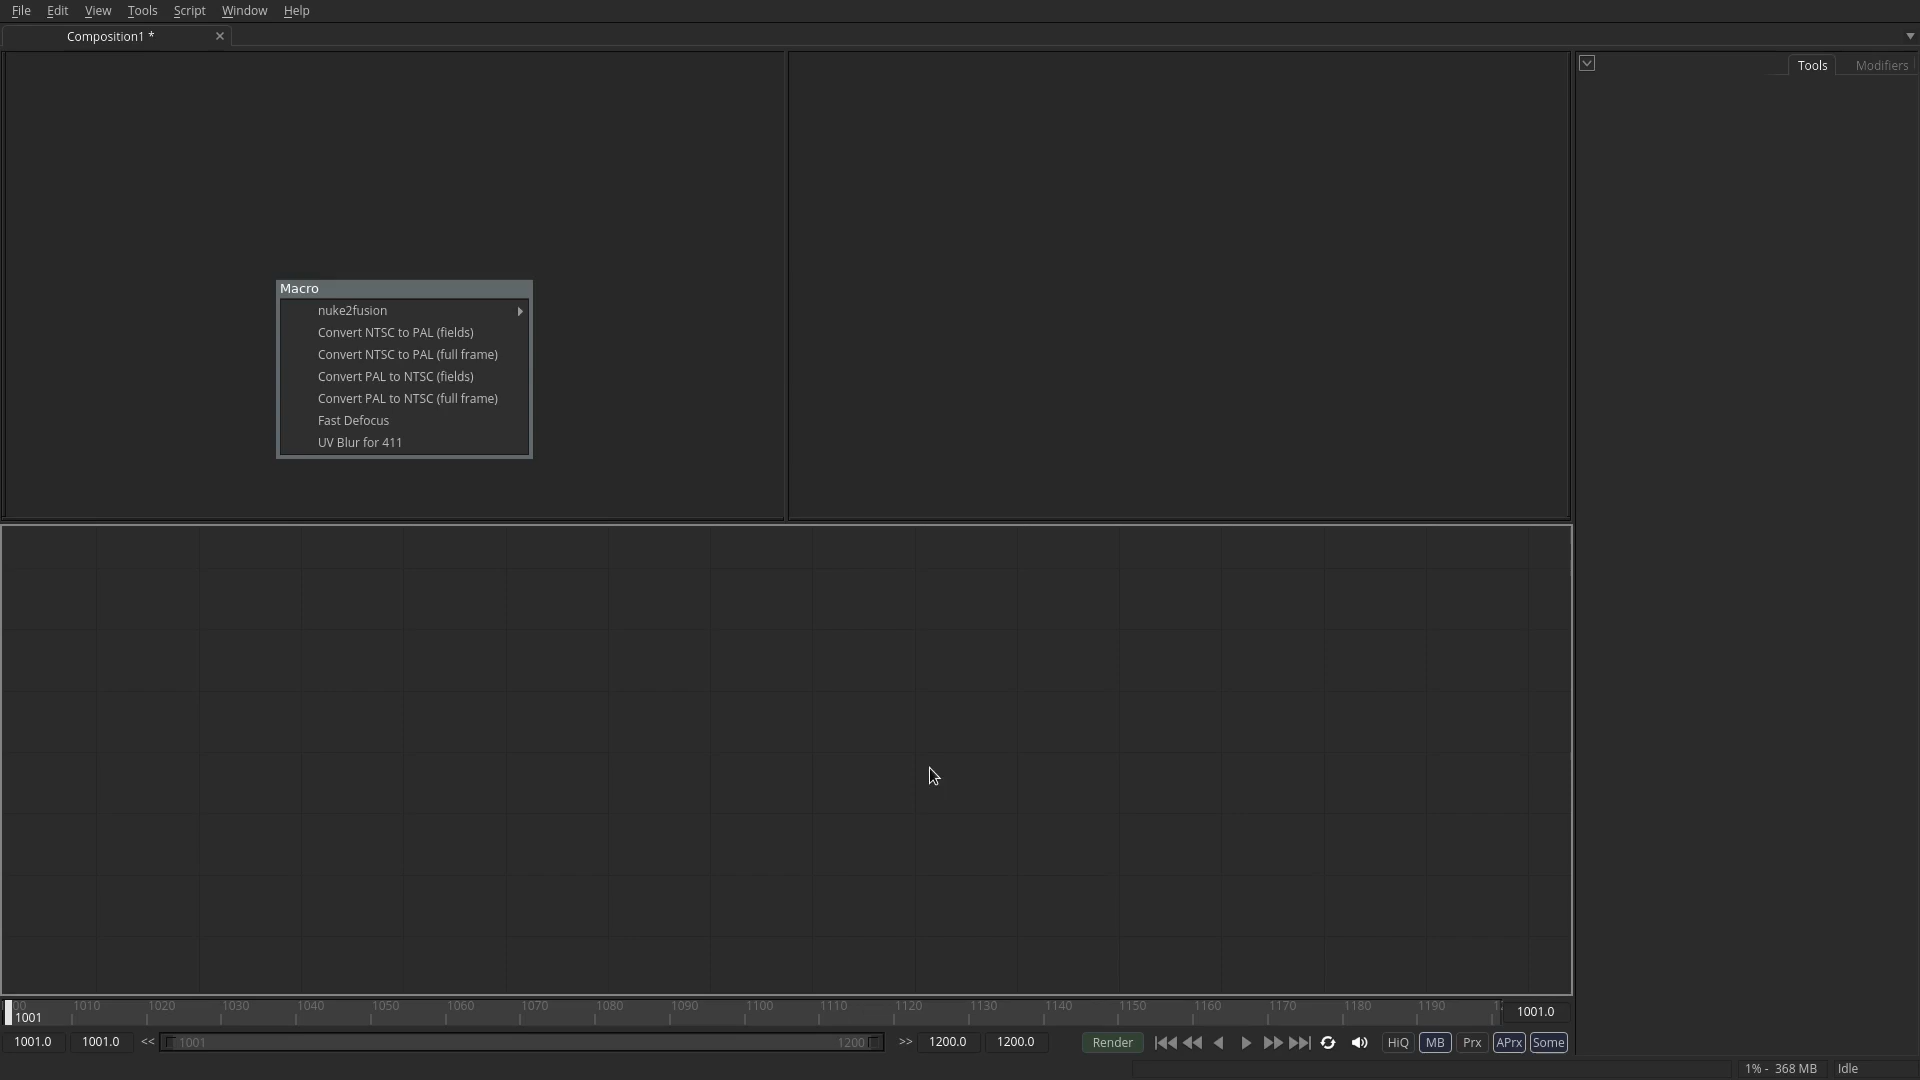 File Edit View Tools Script Window Help
Composition1 *
Tools Modifiers
Macro
nuke2fusion
Convert NTSC to PAL (fields)
Convert NTSC to PAL (full frame)
Convert PAL to NTSC (fields)
Convert PAL to NTSC (full frame)
Fast Defocus
UV Blur for 411
1010 1020 1030 1040 1050 1060 1070 1080 1090 1100 1110 1120 1130 1140 1150 1160 1170 1180 1190
1001 1001.0
1001.0 1001.0 << 1001 1200 >> 1200.0 1200.0 Render HiQ MB Prx APrx Some
1% - 368 MB Idle